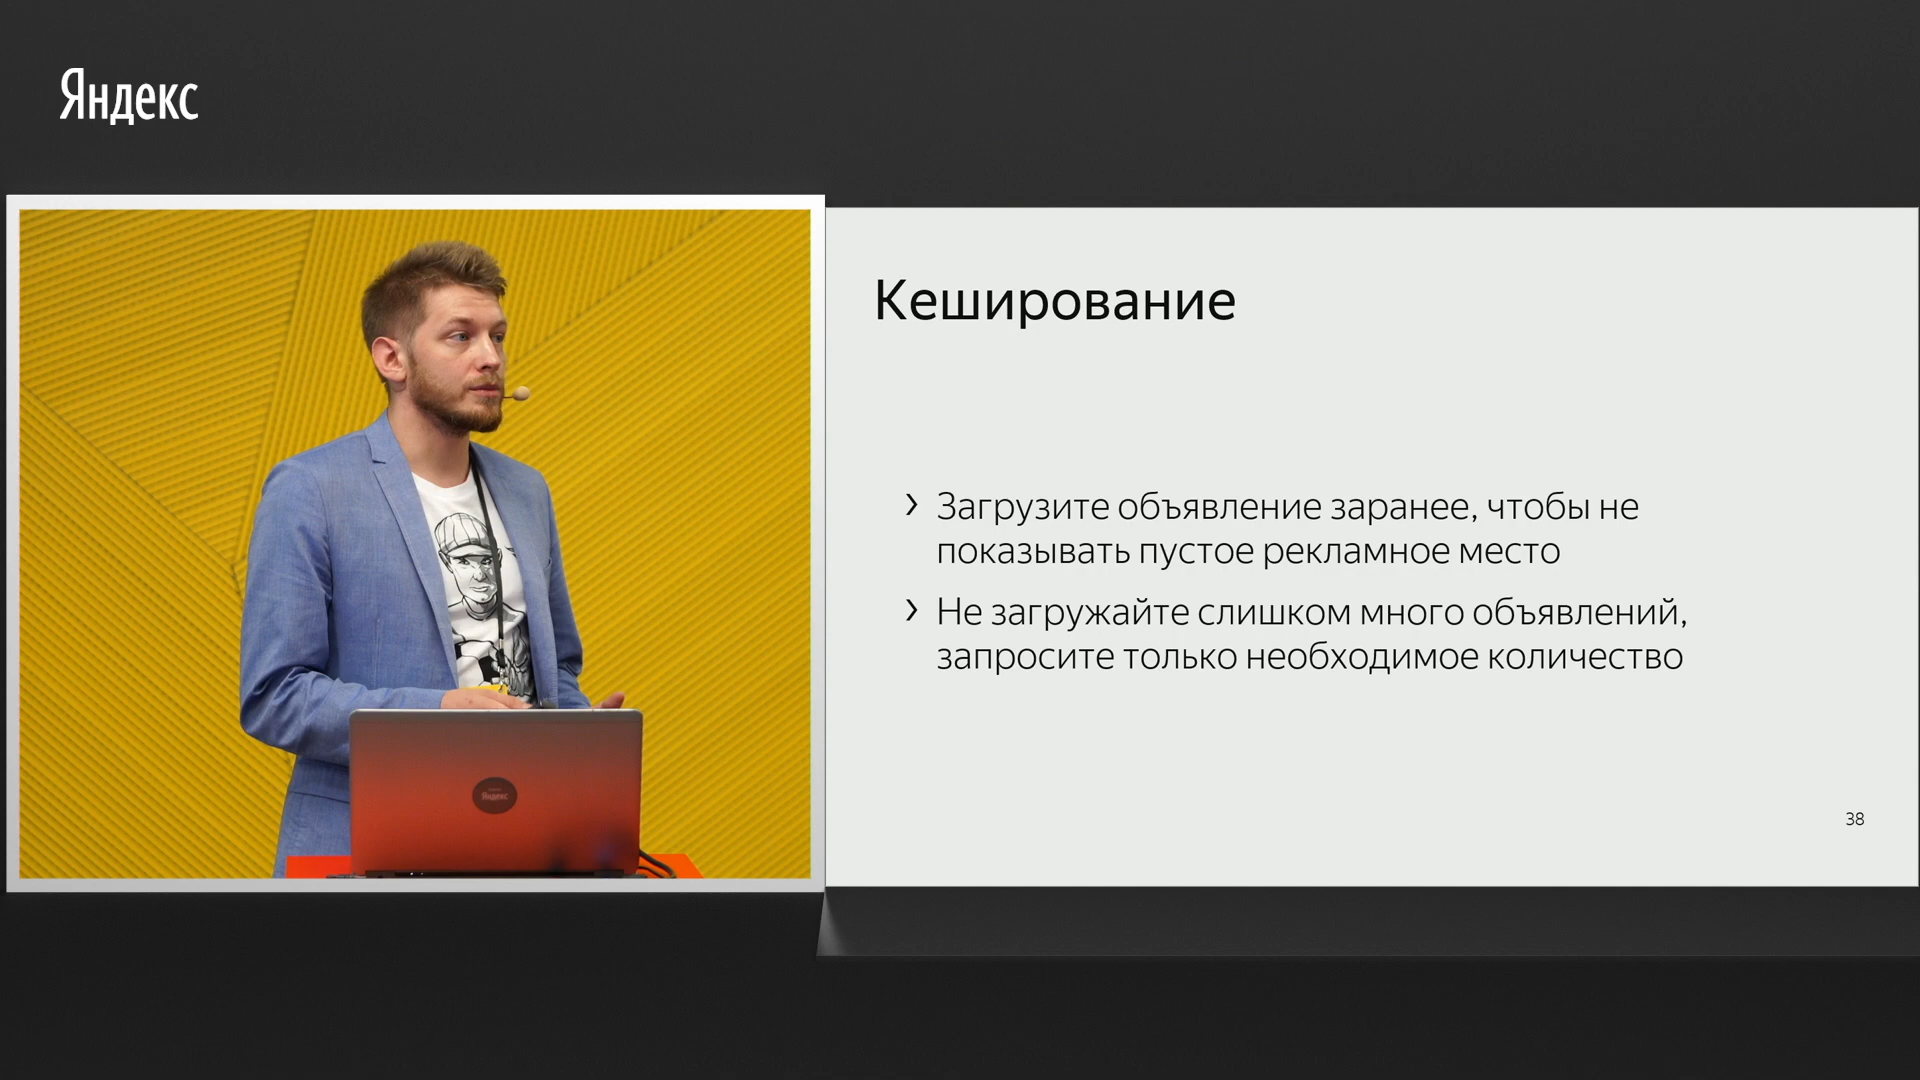 Яндекс
Кеширование
› Загрузите объявление заранее, чтобы не
показывать пустое рекламное место
› Не загружайте слишком много объявлений,
запросите только необходимое количество
38
Яндекс